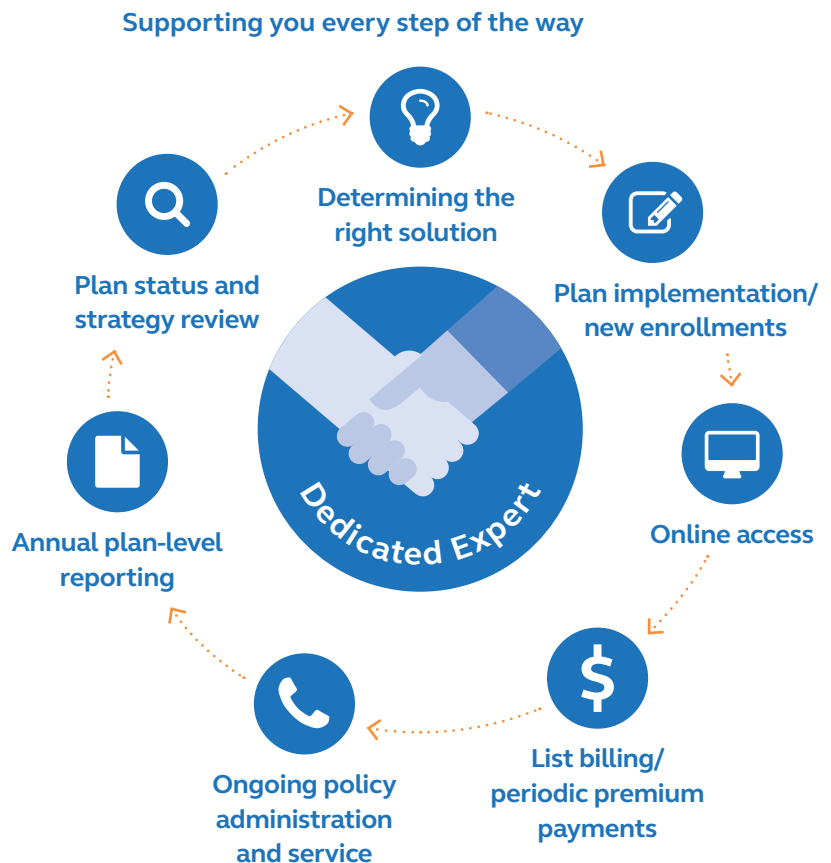 Supporting you every step of the way
Determining the
right solution
Plan implementation/
new enrollments
Online access
List billing/
periodic premium
payments
Ongoing policy
administration
and service
Annual plan-level
reporting
Plan status and
strategy review
Dedicated Expert